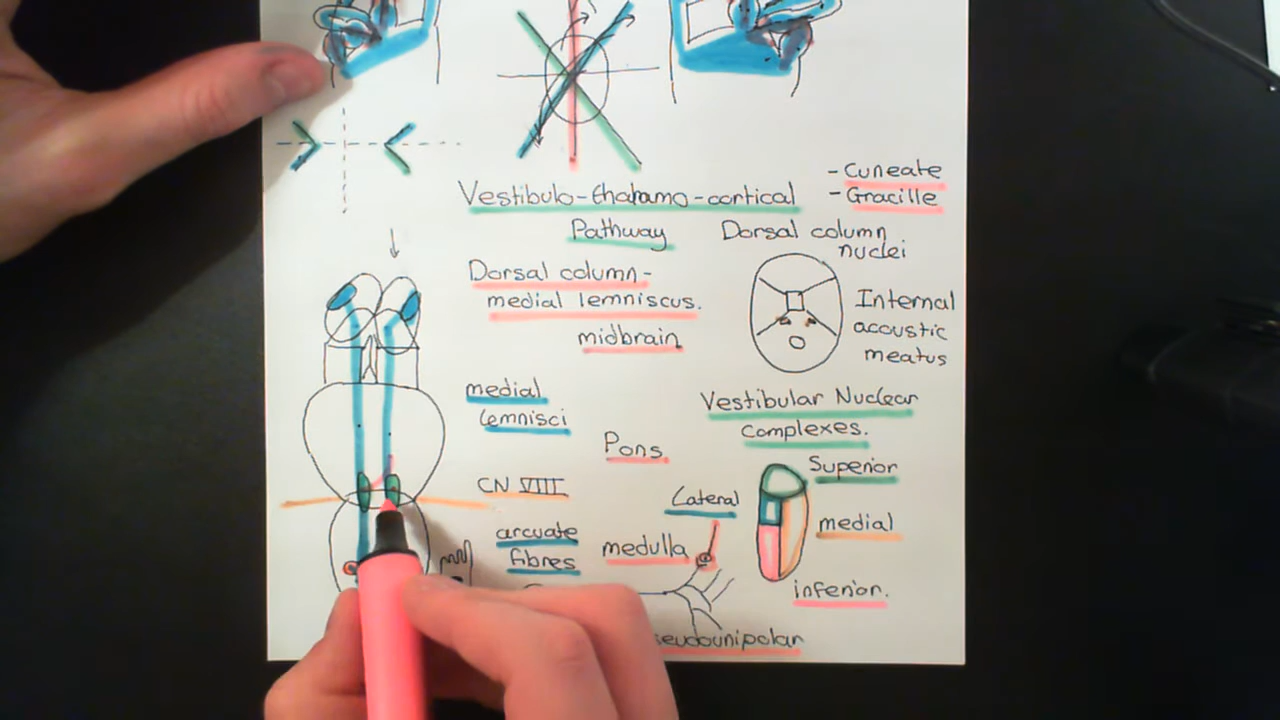 - Cuneate
- Gracille
Vestibulo-thalamo-cortical
Pathway
Dorsal column
nuclei
Dorsal column-
medial lemniscus.
midbrain
Internal
acoustic
meatus
medial
lemnisci
Vestibular Nuclear
complexes.
Pons
Superior
CN VIII
Lateral
medial
arcuate
fibres
medulla
inferior.
seudounipolar